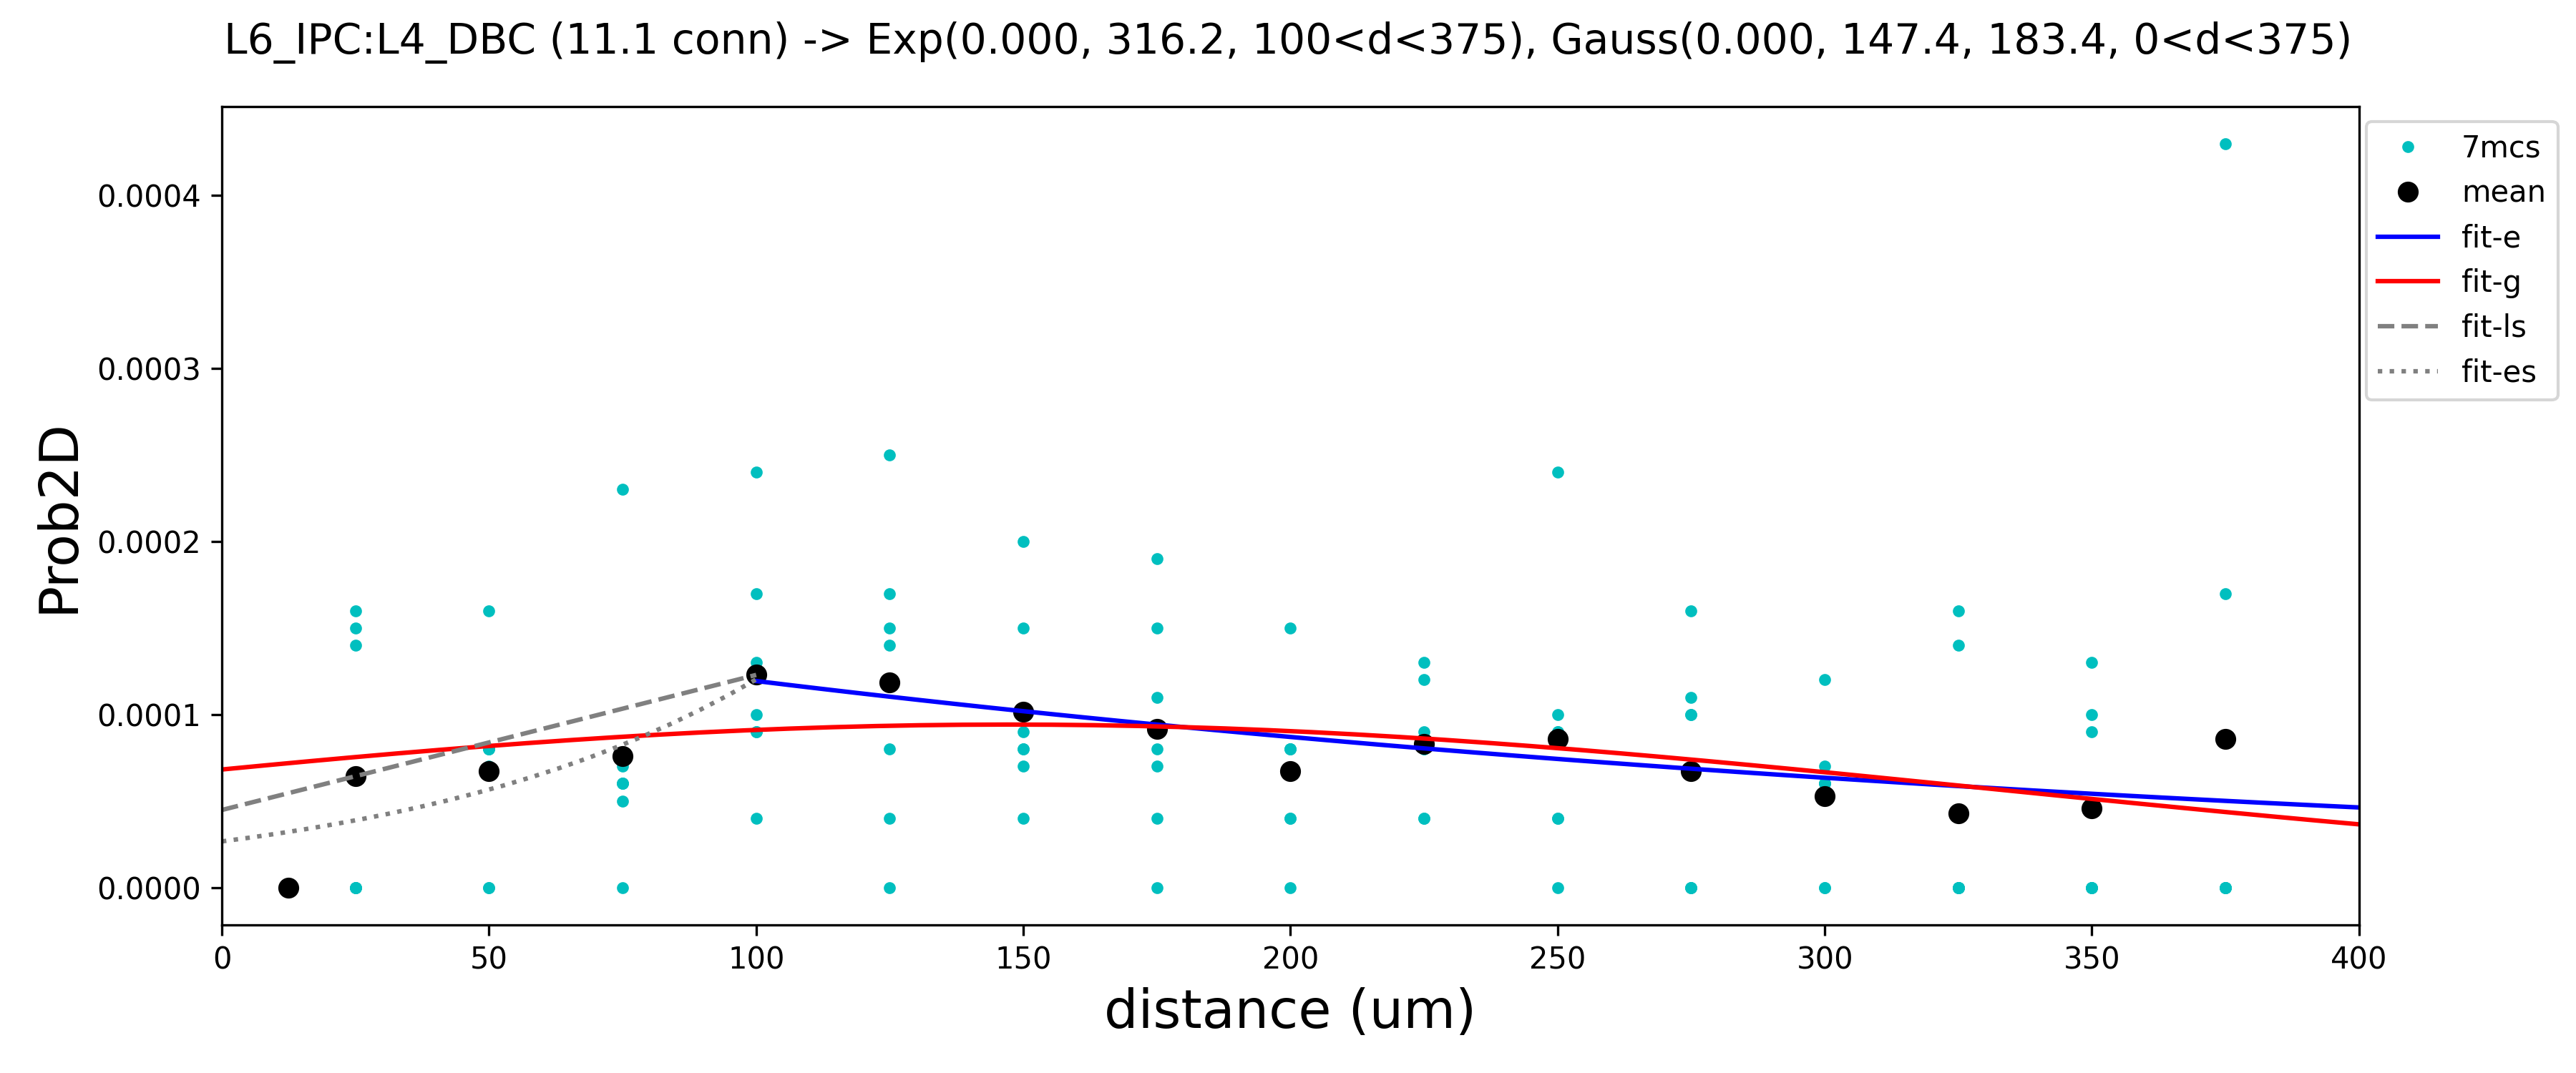 L6_IPC:L4_DBC (11.1 conn) -> Exp(0.000, 316.2, 100<d<375), Gauss(0.000, 147.4, 183.4, 0<d<375)
7mcs
mean
fit-e
fit-g
fit-ls
fit-es
Prob2D
0.0004
0.0003
0.0002
0.0001
0.0000
0 50 100 150 200 250 300 350 400
distance (um)